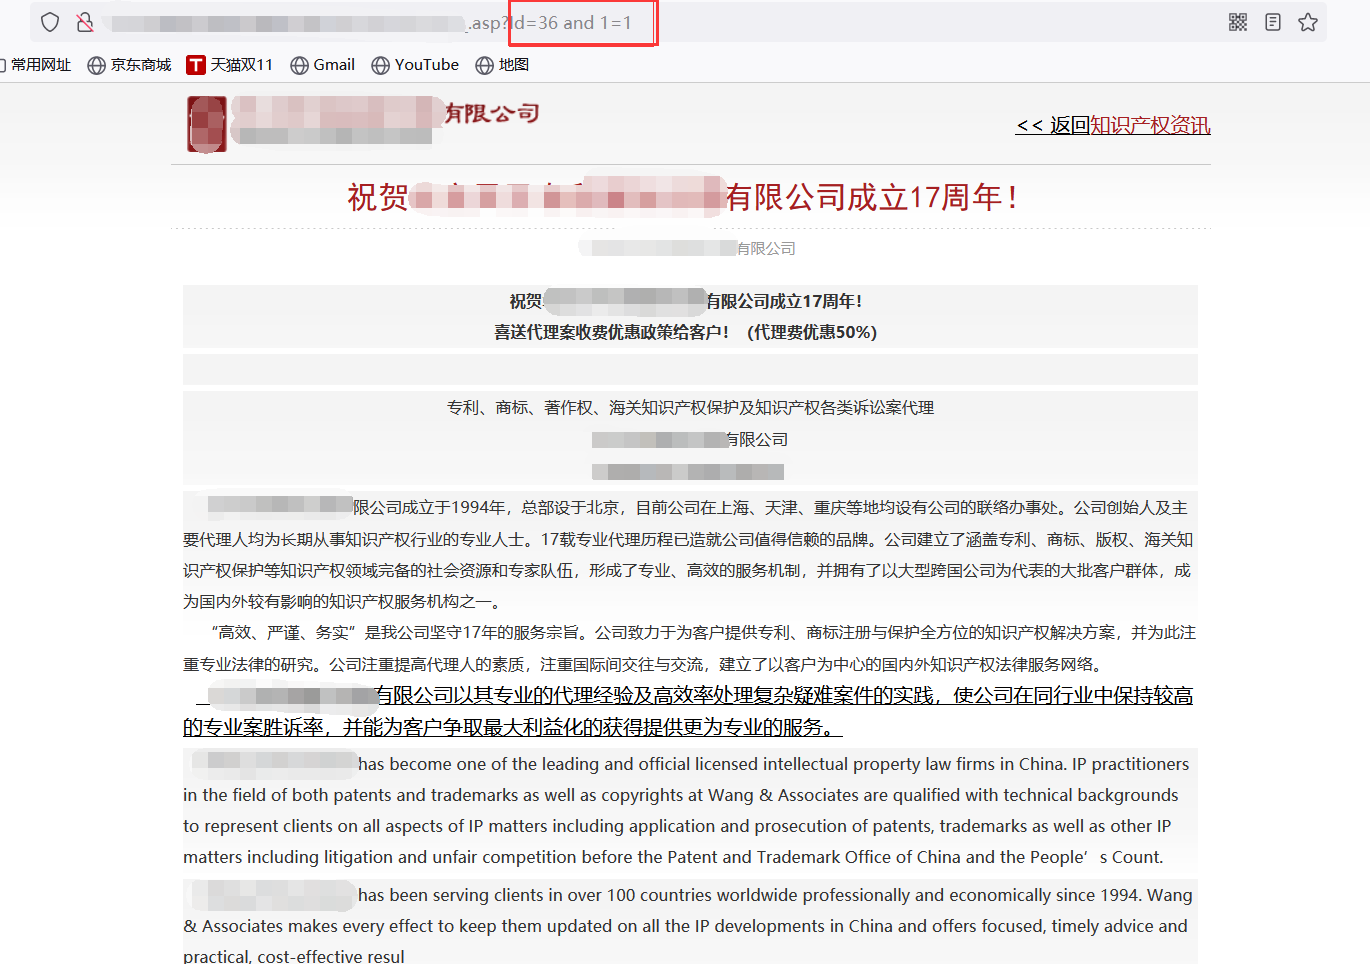 .asp?Id=36 and 1=1
常用网址 京东商城 天猫双11 Gmail YouTube 地图
有限公司
<< 返回知识产权资讯
祝贺 有限公司成立17周年！
有限公司
祝贺 有限公司成立17周年！
喜送代理案收费优惠政策给客户！（代理费优惠50%）
专利、商标、著作权、海关知识产权保护及知识产权各类诉讼案代理
有限公司
限公司成立于1994年，总部设于北京，目前公司在上海、天津、重庆等地均设有公司的联络办事处。公司创始人及主
要代理人均为长期从事知识产权行业的专业人士。17载专业代理历程已造就公司值得信赖的品牌。公司建立了涵盖专利、商标、版权、海关知
识产权保护等知识产权领域完备的社会资源和专家队伍，形成了专业、高效的服务机制，并拥有了以大型跨国公司为代表的大批客户群体，成
为国内外较有影响的知识产权服务机构之一。
“高效、严谨、务实”是我公司坚守17年的服务宗旨。公司致力于为客户提供专利、商标注册与保护全方位的知识产权解决方案，并为此注
重专业法律的研究。公司注重提高代理人的素质，注重国际间交往与交流，建立了以客户为中心的国内外知识产权法律服务网络。
有限公司以其专业的代理经验及高效率处理复杂疑难案件的实践，使公司在同行业中保持较高
的专业案胜诉率，并能为客户争取最大利益化的获得提供更为专业的服务。
has become one of the leading and official licensed intellectual property law firms in China. IP practitioners
in the field of both patents and trademarks as well as copyrights at Wang & Associates are qualified with technical backgrounds
to represent clients on all aspects of IP matters including application and prosecution of patents, trademarks as well as other IP
matters including litigation and unfair competition before the Patent and Trademark Office of China and the People’s Count.
has been serving clients in over 100 countries worldwide professionally and economically since 1994. Wang
& Associates makes every effort to keep them updated on all the IP developments in China and offers focused, timely advice and
practical, cost-effective resul